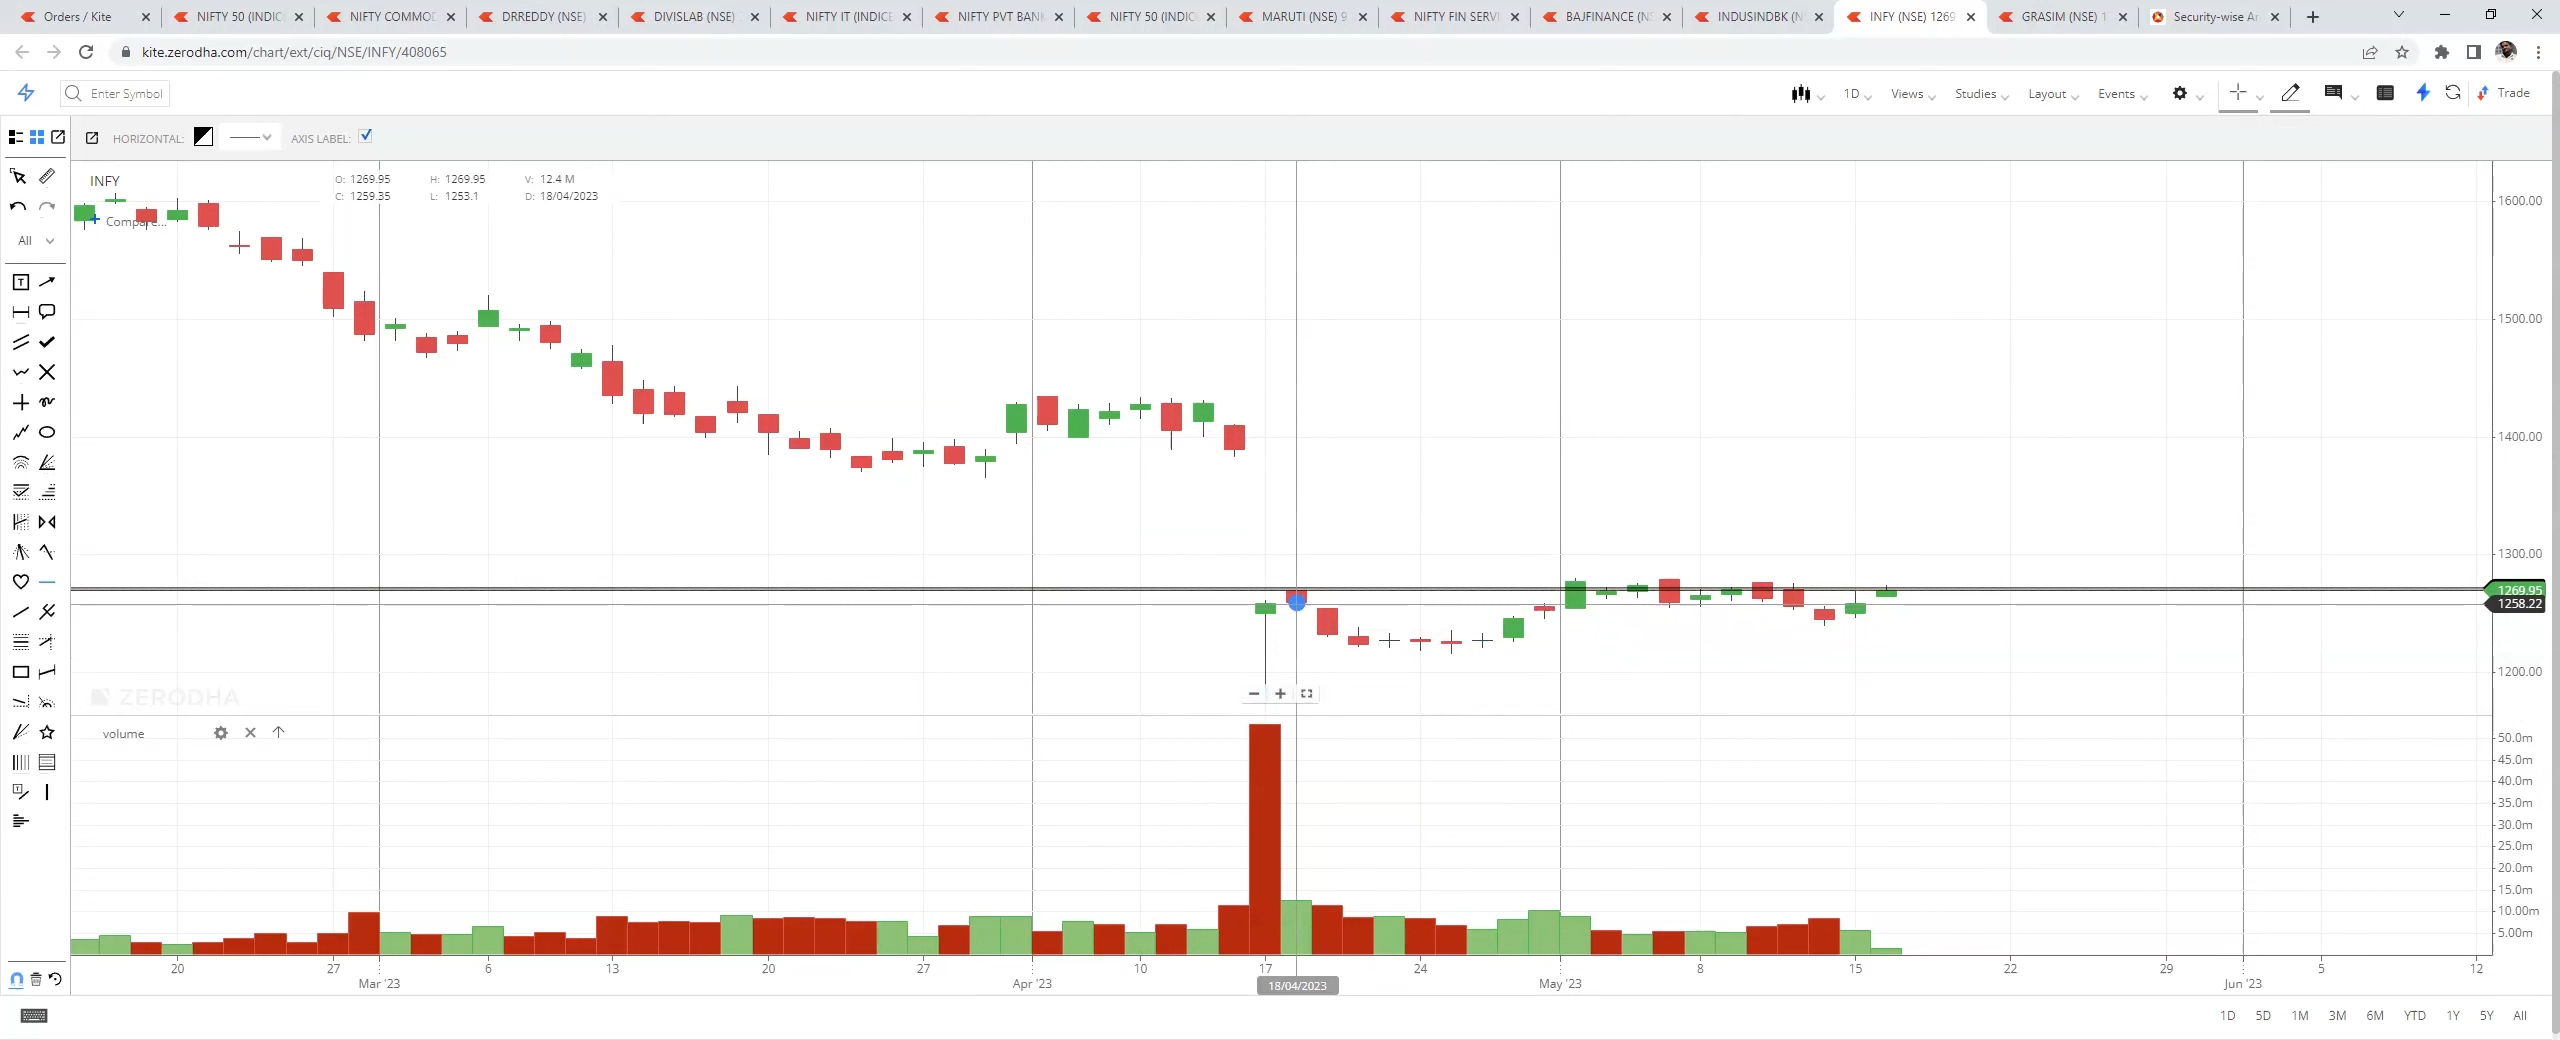 Orders / Kite
NIFTY 50 (INDIC
NIFTY COMMOD
DRREDDY (NSE)
DIVISLAB (NSE)
NIFTY IT (INDICE
NIFTY PVT BANK
NIFTY 50 (INDIC
MARUTI (NSE) 9
NIFTY FIN SERVI
BAJFINANCE (NS
INDUSINDBK (N
INFY (NSE) 1269
GRASIM (NSE) 1
Security-wise Ar
kite.zerodha.com/chart/ext/ciq/NSE/INFY/408065
Enter Symbol
1D
Views
Studies
Layout
Events
Trade
HORIZONTAL:
AXIS LABEL:
INFY
O: 1269.95 H: 1269.95 V: 12.4 M
C: 1259.35 L: 1253.1 D: 18/04/2023
Compare...
All
1600.00
1500.00
1400.00
1300.00
1269.95
1258.22
1200.00
ZERODHA
volume
50.0m
45.0m
40.0m
35.0m
30.0m
25.0m
20.0m
15.0m
10.00m
5.00m
20 27 6 13 20 27 10 17 24 8 15 22 29 5 12
Mar '23 Apr '23 18/04/2023 May '23 Jun '23
1D 5D 1M 3M 6M YTD 1Y 5Y All